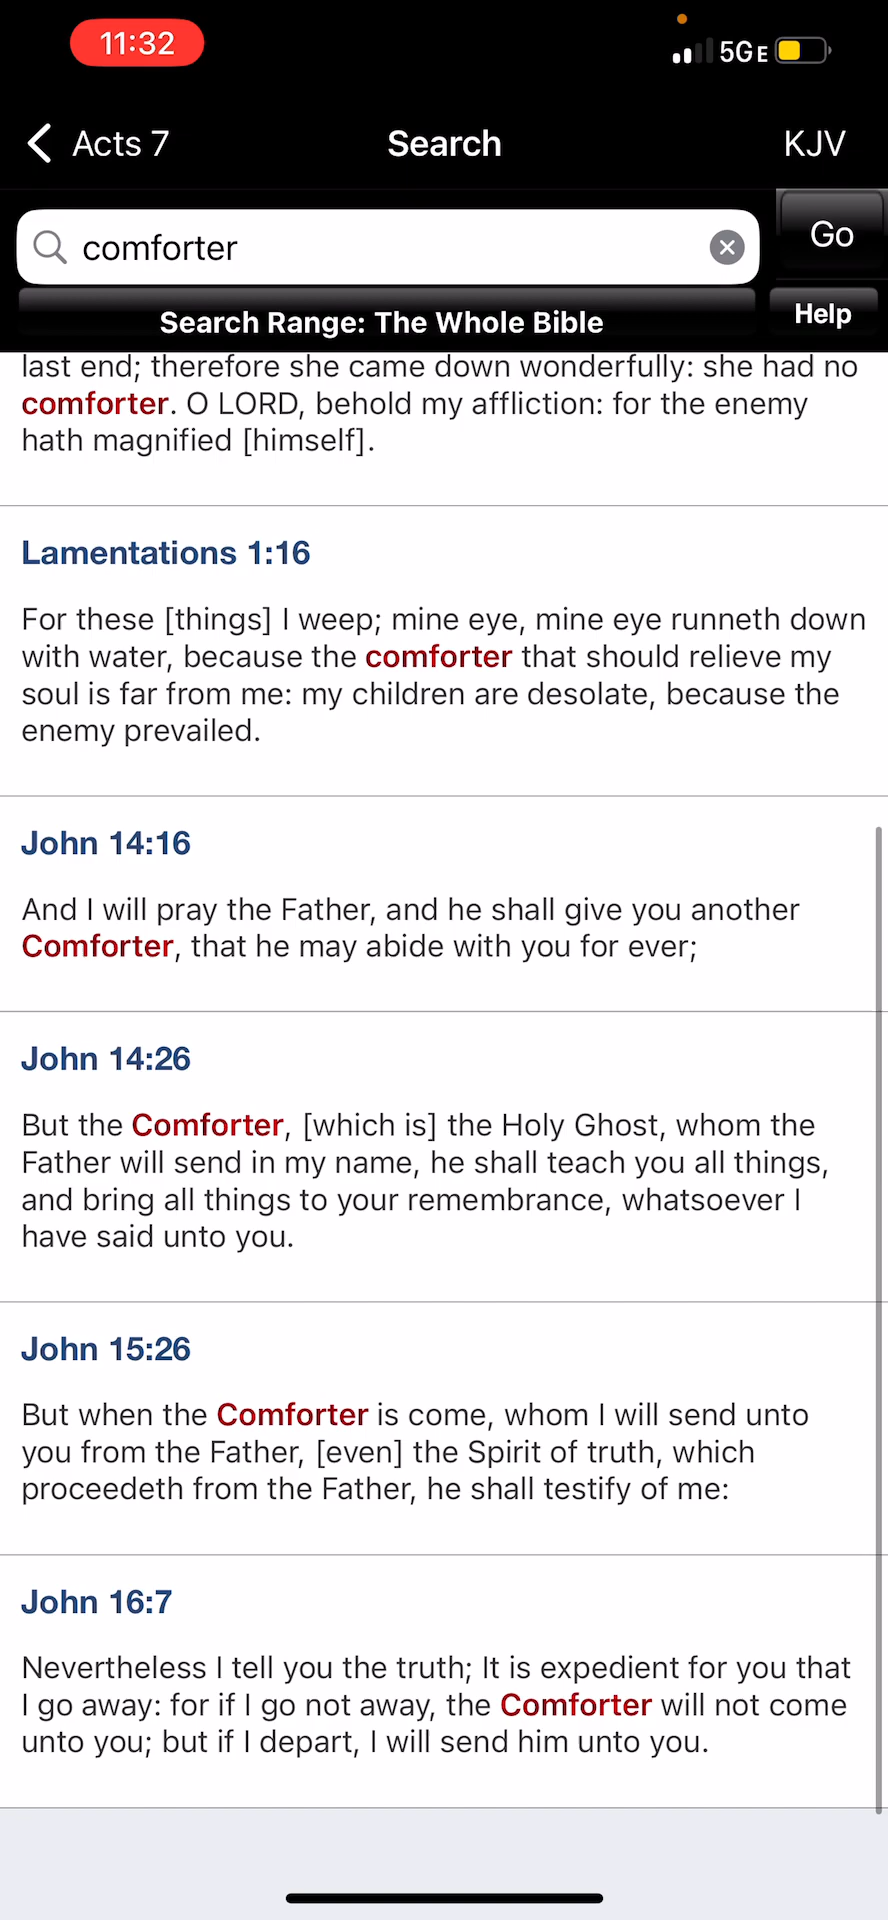 11:32
5GE
Acts 7
Search
KJV
comforter
Go
Search Range: The Whole Bible
Help
last end; therefore she came down wonderfully: she had no
comforter. O LORD, behold my affliction: for the enemy
hath magnified [himself].
Lamentations 1:16
For these [things] I weep; mine eye, mine eye runneth down
with water, because the comforter that should relieve my
soul is far from me: my children are desolate, because the
enemy prevailed.
John 14:16
And I will pray the Father, and he shall give you another
Comforter, that he may abide with you for ever;
John 14:26
But the Comforter, [which is] the Holy Ghost, whom the
Father will send in my name, he shall teach you all things,
and bring all things to your remembrance, whatsoever I
have said unto you.
John 15:26
But when the Comforter is come, whom I will send unto
you from the Father, [even] the Spirit of truth, which
proceedeth from the Father, he shall testify of me:
John 16:7
Nevertheless I tell you the truth; It is expedient for you that
I go away: for if I go not away, the Comforter will not come
unto you; but if I depart, I will send him unto you.